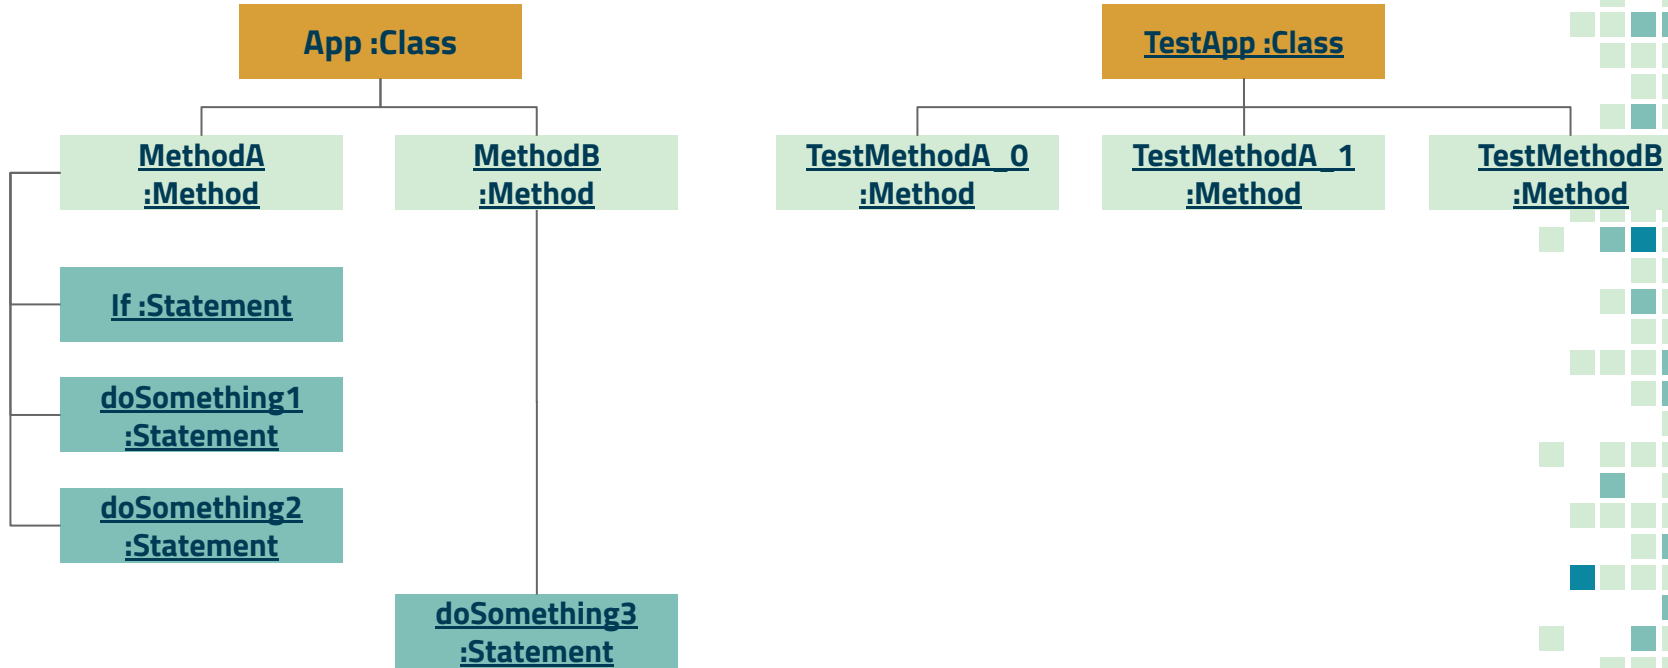 App :Class
TestApp :Class
MethodA
:Method
MethodB
:Method
TestMethodA_0
:Method
TestMethodA_1
:Method
TestMethodB
:Method
If :Statement
doSomething1
:Statement
doSomething2
:Statement
doSomething3
:Statement